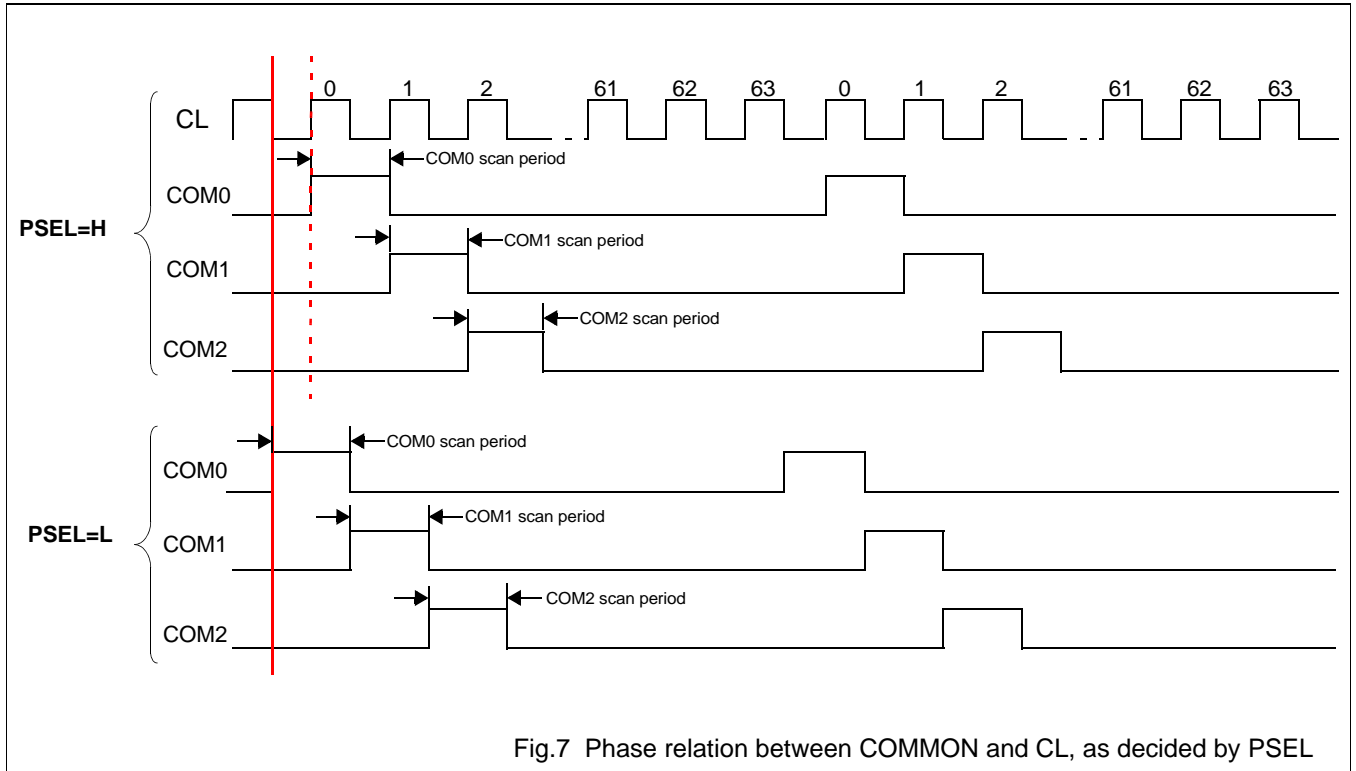 0 1 2 61 62 63 0 1 2 61 62 63
CL
COM0 scan period
COM0
PSEL=H
COM1 scan period
COM1
COM2 scan period
COM2
COM0 scan period
COM0
COM1 scan period
PSEL=L
COM1
COM2 scan period
COM2
Fig.7 Phase relation between COMMON and CL, as decided by PSEL